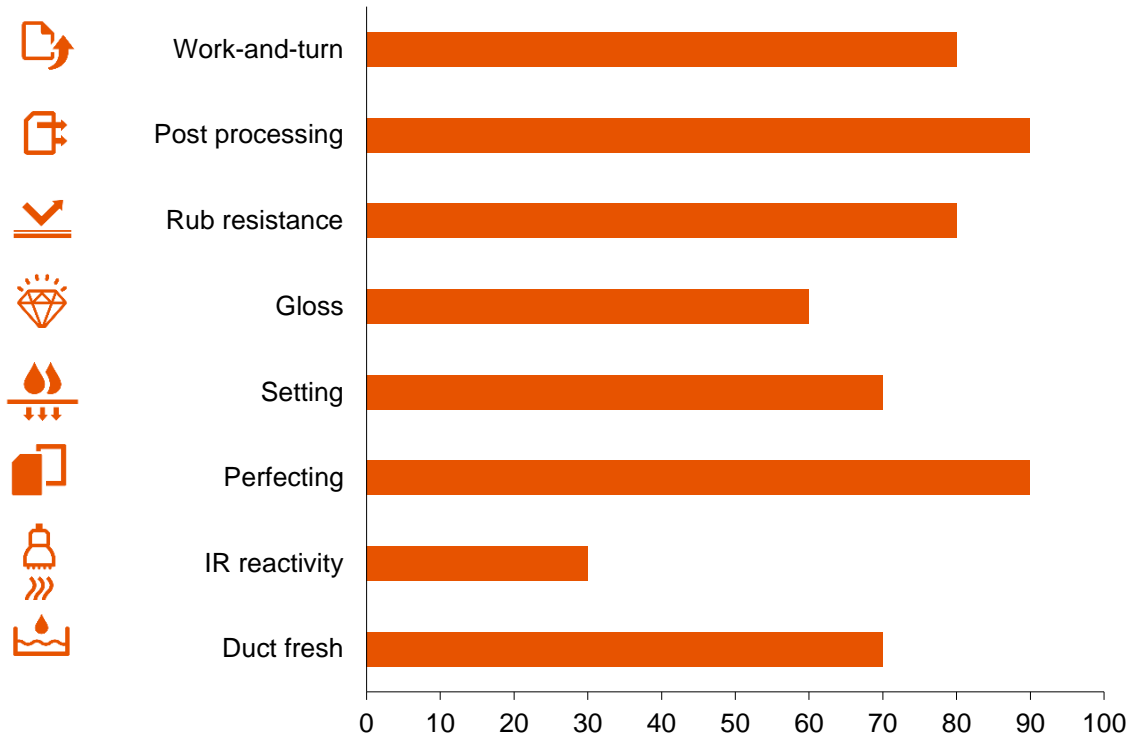 Work-and-turn
Post processing
Rub resistance
Gloss
Setting
Perfecting
IR reactivity
Duct fresh
0 10 20 30 40 50 60 70 80 90 100